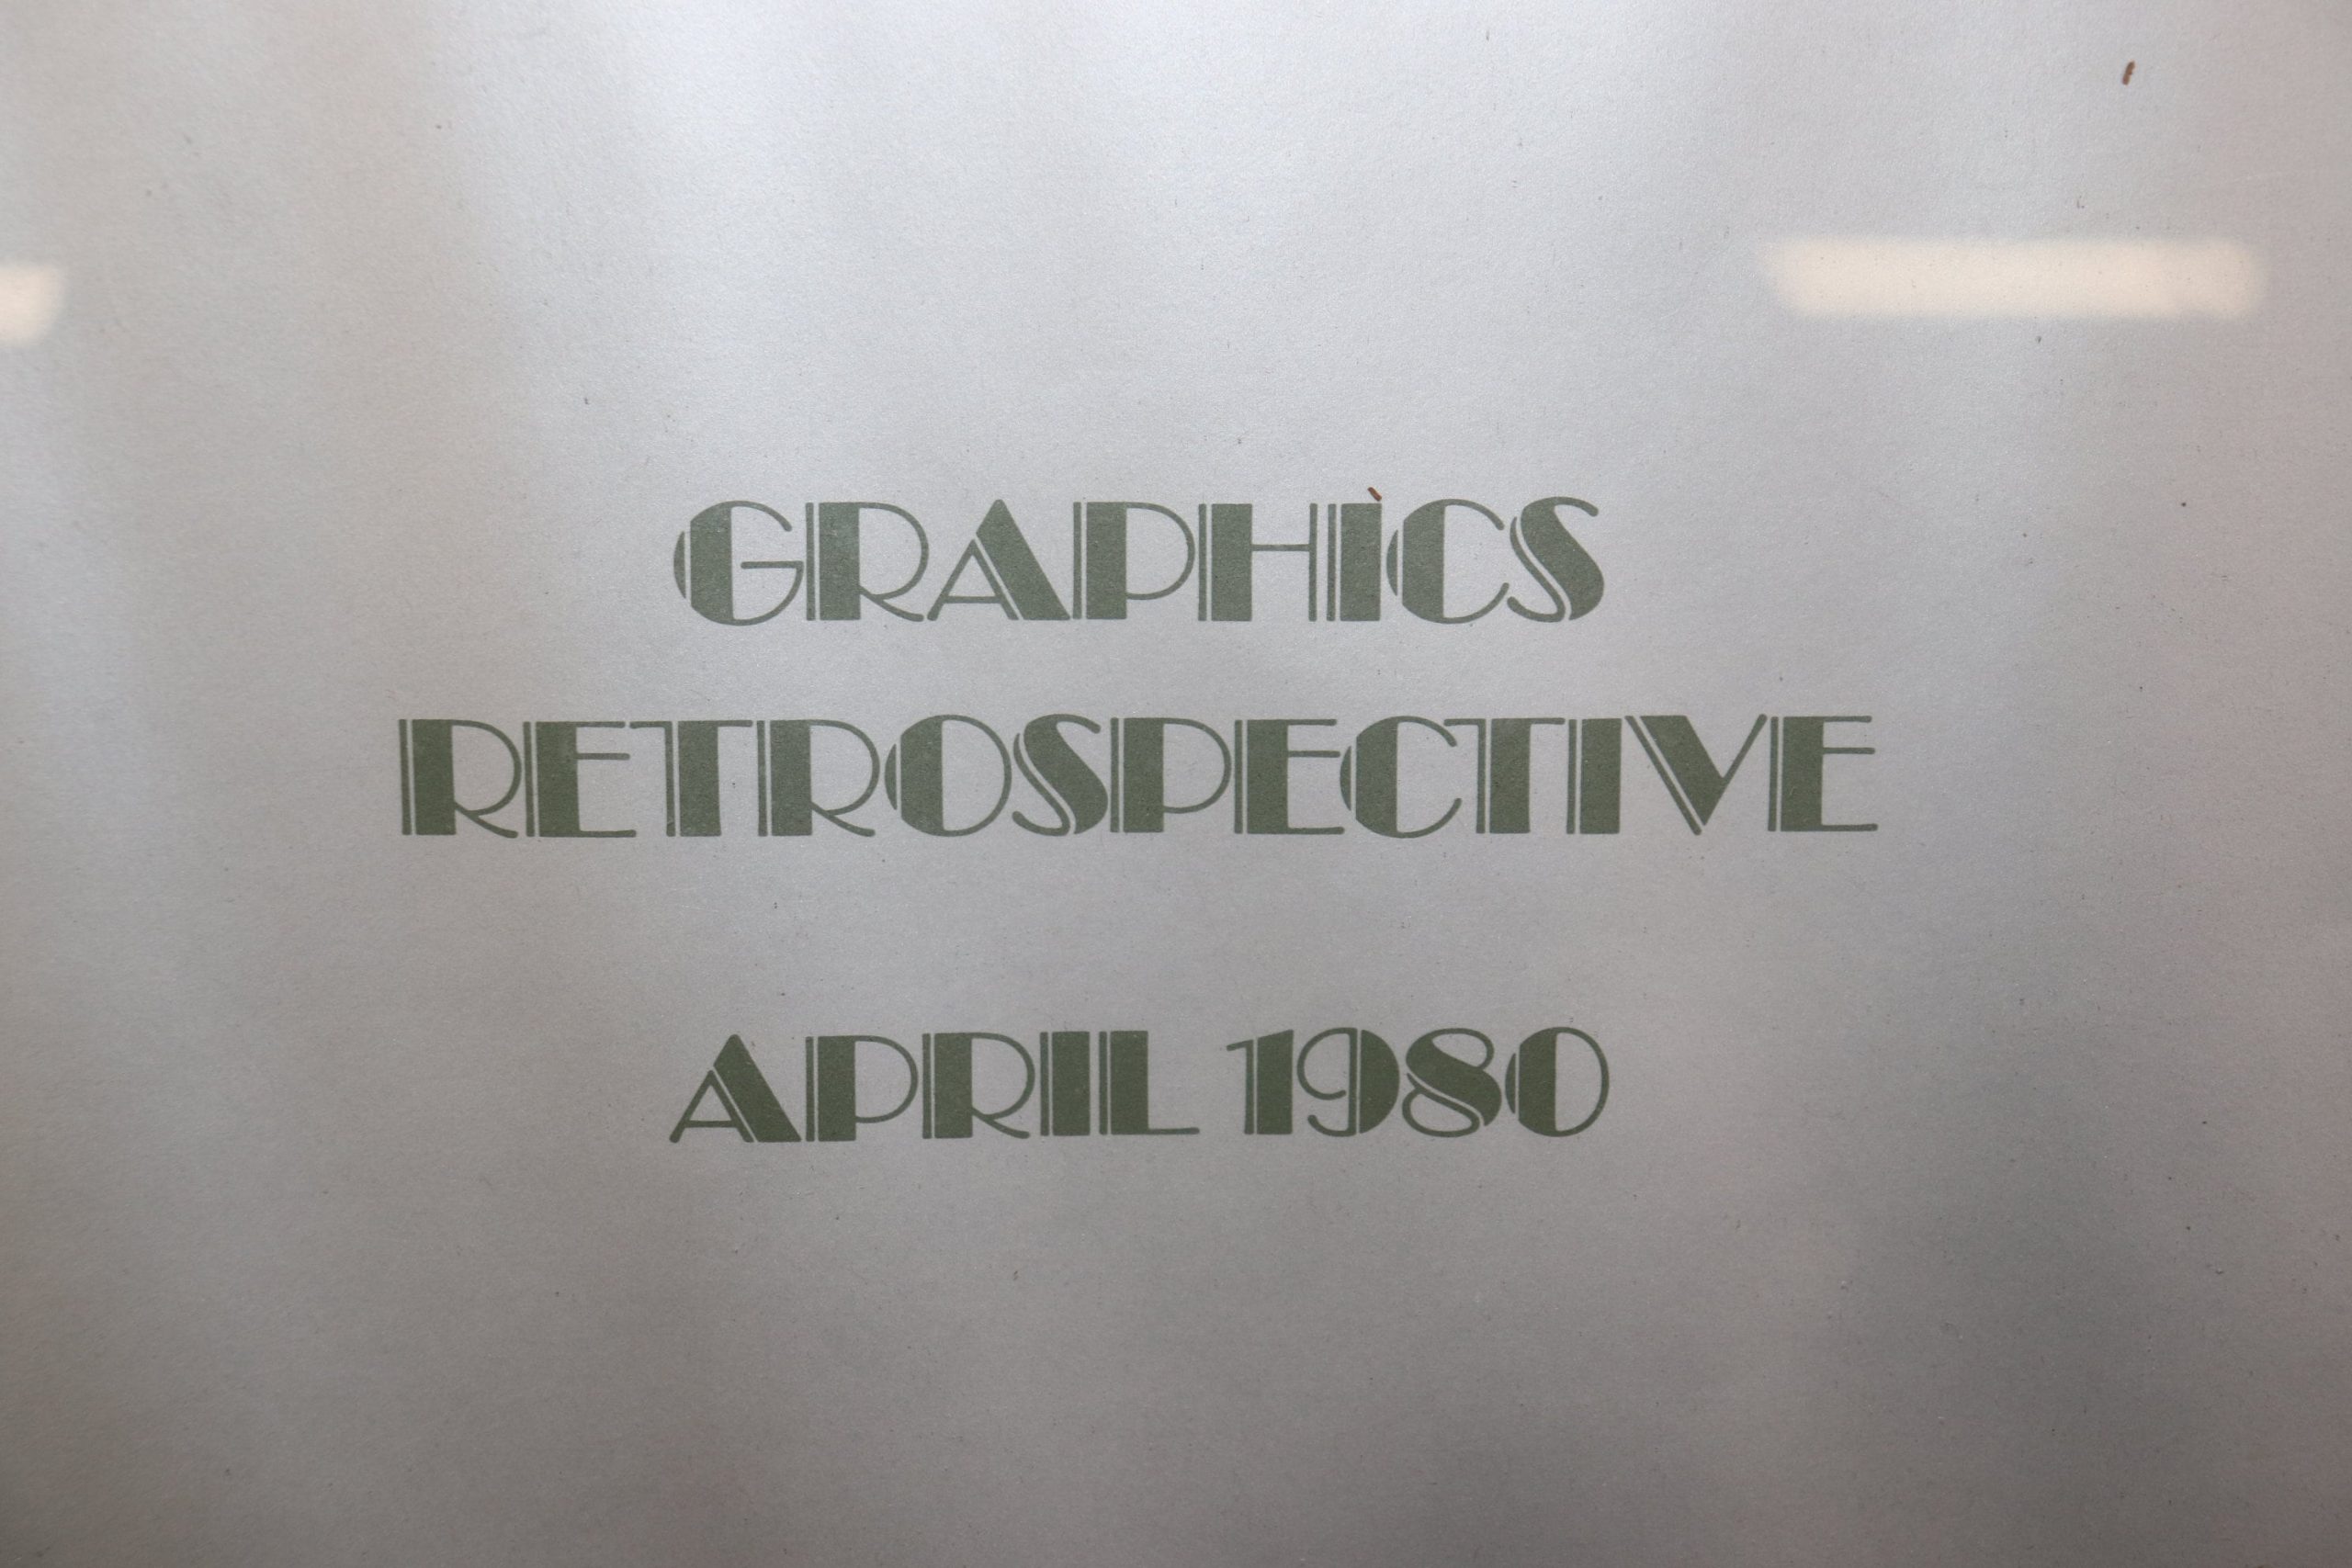 GRAPHICS
RETROSPECTIVE
APRIL 1980